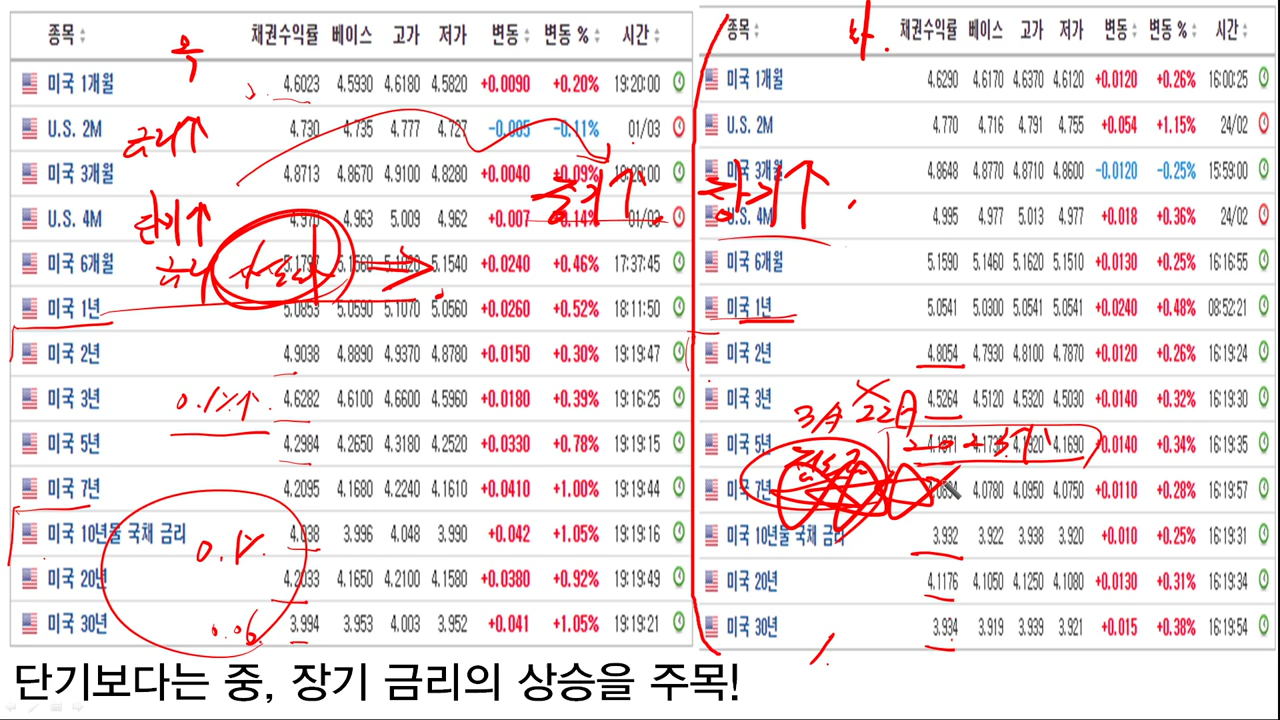 종목 채권수익률 베이스 고가 저가 변동 변동 % 시간
미국 1개월 4.6023 4.5930 4.6180 4.5820 +0.0090 +0.20% 19:20:00
U.S. 2M 4.730 4.735 4.777 4.727 -0.005 -0.11% 01/03
미국 3개월 4.8713 4.8670 4.9100 4.8280 +0.0040 +0.09%
U.S. 4M 4.963 5.009 4.962 +0.007 +0.14% 01/03
미국 6개월 5.1540 +0.0240 +0.46% 17:37:45
미국 1년 5.0853 5.0590 5.1070 5.0560 +0.0260 +0.52% 18:11:50
미국 2년 4.9038 4.8890 4.9370 4.8780 +0.0150 +0.30% 19:19:47
미국 3년 4.6282 4.6100 4.6600 4.5960 +0.0180 +0.39% 19:16:25
미국 5년 4.2984 4.2650 4.3180 4.2520 +0.0330 +0.78% 19:19:15
미국 7년 4.2095 4.1680 4.2240 4.1610 +0.0410 +1.00% 19:19:44
미국 10년물 국채 금리 4.038 3.996 4.048 3.990 +0.042 +1.05% 19:19:16
미국 20년 4.2033 4.1650 4.2100 4.1580 +0.0380 +0.92% 19:19:49
미국 30년 3.994 3.953 4.003 3.952 +0.041 +1.05% 19:19:21
금리↑
단기↑
금리
중기↑
0.1%↑
0.1%
0.06
종목 채권수익률 베이스 고가 저가 변동 변동 % 시간
미국 1개월 4.6290 4.6170 4.6370 4.6120 +0.0120 +0.26% 16:00:25
U.S. 2M 4.770 4.716 4.791 4.755 +0.054 +1.15% 24/02
미국 3개월 4.8648 4.8770 4.8810 4.8600 -0.0120 -0.25% 15:59:00
U.S. 4M 4.995 4.977 5.013 4.977 +0.018 +0.36% 24/02
미국 6개월 5.1590 5.1460 5.1620 5.1510 +0.0130 +0.25% 16:16:55
미국 1년 5.0541 5.0300 5.0541 5.0541 +0.0240 +0.48% 08:52:21
미국 2년 4.8054 4.7930 4.8100 4.7870 +0.0120 +0.26% 16:19:24
미국 3년 4.5264 4.5120 4.5320 4.5030 +0.0140 +0.32% 16:19:30
미국 5년 4.1690 +0.0140 +0.34% 16:19:35
미국 7년 4.0780 4.0950 4.0750 +0.0110 +0.28% 16:19:57
미국 10년물 국채 금리 3.932 3.922 3.938 3.920 +0.010 +0.25% 16:19:31
미국 20년 4.1176 4.1050 4.1250 4.1080 +0.0130 +0.31% 16:19:34
미국 30년 3.934 3.919 3.939 3.921 +0.015 +0.38% 16:19:54
장기↑
3月 22日
단기보다는 중, 장기 금리의 상승을 주목!